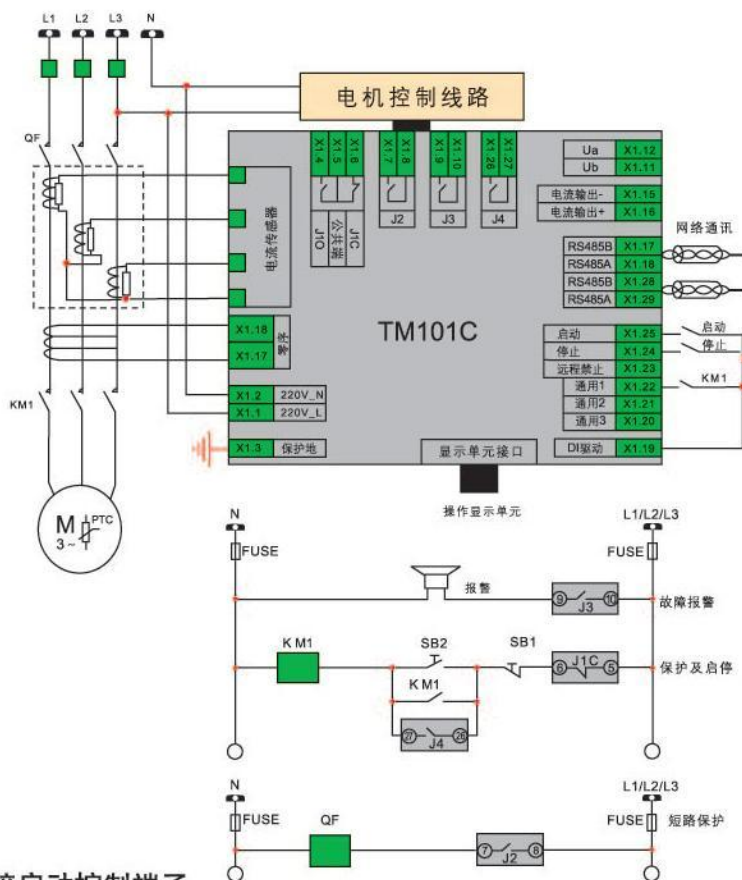 L1 L2 L3 N
电机控制线路
QF
X1.4 X1.5 X1.6 X1.7 X1.8 X1.9 X1.10 X1.26 X1.27
J1O 公共端 J1C J2 J3 J4
电流传感器
Ua X1.12
Ub X1.11
电流输出- X1.15
电流输出+ X1.16
网络通讯
RS485B X1.17
RS485A X1.18
RS485B X1.28
RS485A X1.29
TM101C
X1.18
X1.17
零序
启动 X1.25 启动
停止 X1.24 停止
远程禁止 X1.23
通用1 X1.22 KM1
通用2 X1.21
通用3 X1.20
DI驱动 X1.19
KM1
X1.2 220V_N
X1.1 220V_L
X1.3 保护地
显示单元接口
操作显示单元
M
3~
PTC
N L1/L2/L3
FUSE FUSE
报警 9 J3 10 故障报警
KM1 SB2 SB1 6 J1C 5 保护及启停
KM1
27 J4 26
N L1/L2/L3
FUSE QF FUSE 短路保护
7 J2 8